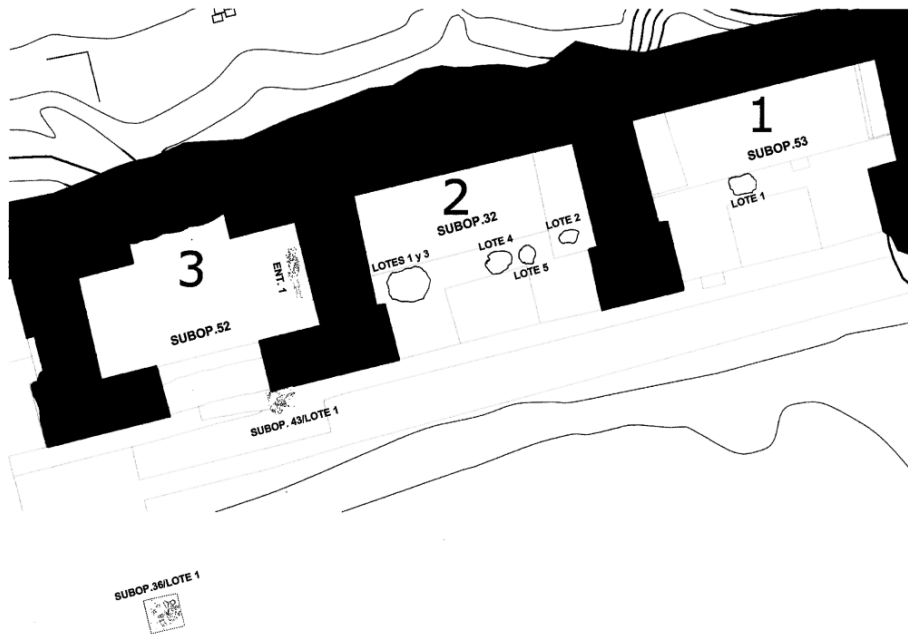 1
SUBOP.53
LOTE 1
2
SUBOP.32
LOTE 2
LOTE 4
LOTE 5
LOTES 1 y 3
3
ENT. 1
SUBOP.52
SUBOP. 43/LOTE 1
SUBOP.36/LOTE 1